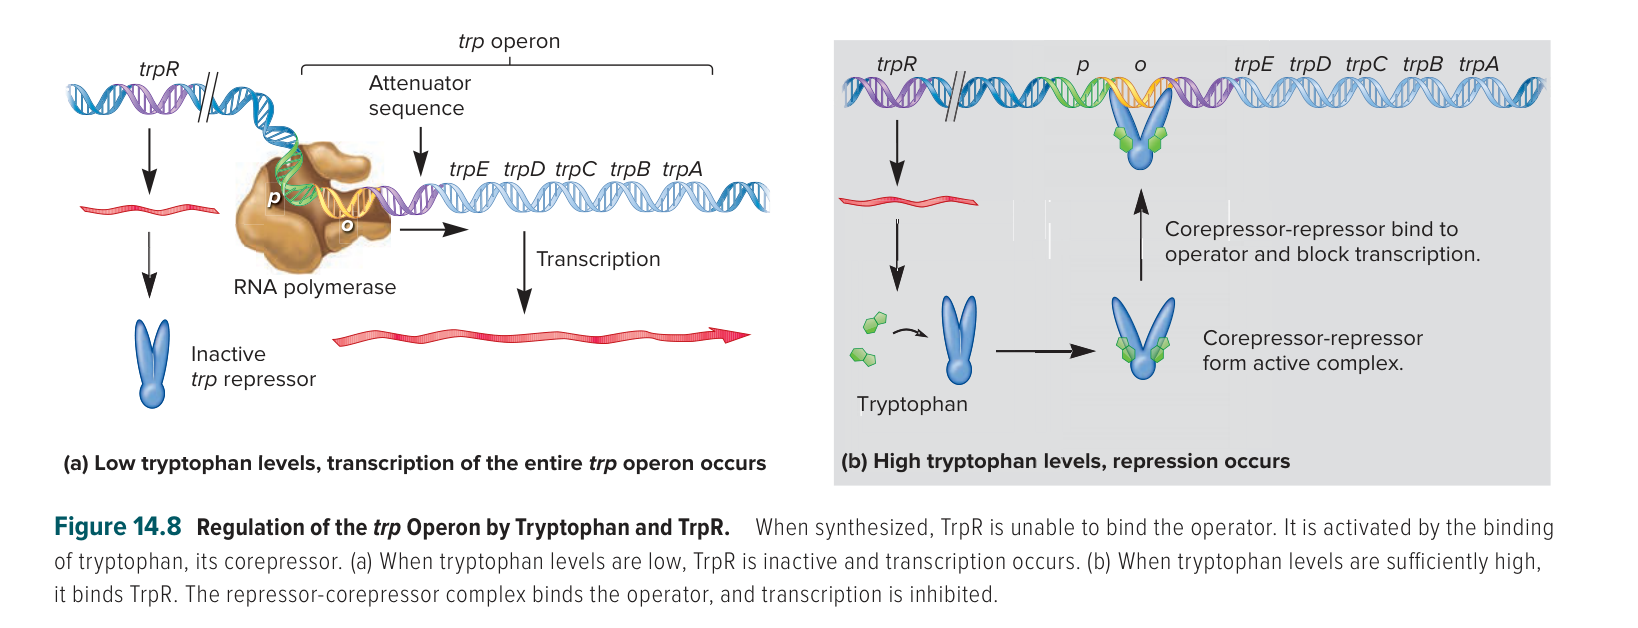 trp operon
trpR
Attenuator
sequence
trpE trpD trpC trpB trpA
p
o
RNA polymerase
Transcription
Inactive
trp repressor
(a) Low tryptophan levels, transcription of the entire trp operon occurs
trpR p o trpE trpD trpC trpB trpA
Corepressor-repressor bind to
operator and block transcription.
Corepressor-repressor
form active complex.
Tryptophan
(b) High tryptophan levels, repression occurs
Figure 14.8 Regulation of the trp Operon by Tryptophan and TrpR. When synthesized, TrpR is unable to bind the operator. It is activated by the binding
of tryptophan, its corepressor. (a) When tryptophan levels are low, TrpR is inactive and transcription occurs. (b) When tryptophan levels are sufficiently high,
it binds TrpR. The repressor-corepressor complex binds the operator, and transcription is inhibited.